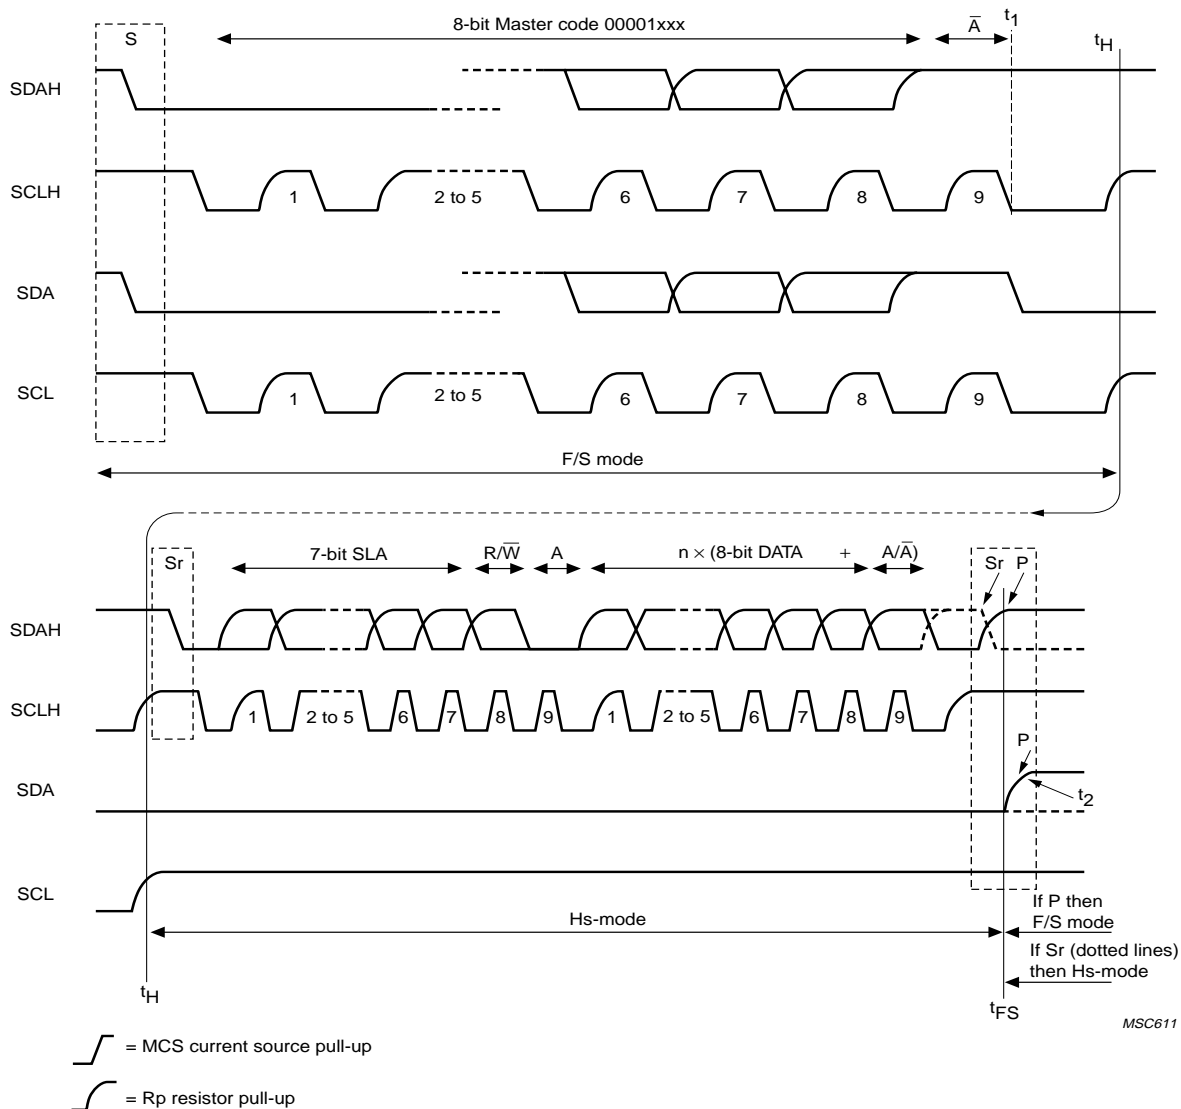 S
8-bit Master code 00001xxx
A̅
t1
tH
SDAH
SCLH
1
2 to 5
6
7
8
9
SDA
SCL
1
2 to 5
6
7
8
9
F/S mode
Sr
7-bit SLA
R/W̅
A
n × (8-bit DATA
+
A/A̅)
Sr
P
SDAH
SCLH
1
2 to 5
6
7
8
9
1
2 to 5
6
7
8
9
P
SDA
t2
SCL
If P then
F/S mode
Hs-mode
If Sr (dotted lines)
then Hs-mode
tH
tFS
MSC611
= MCS current source pull-up
= Rp resistor pull-up